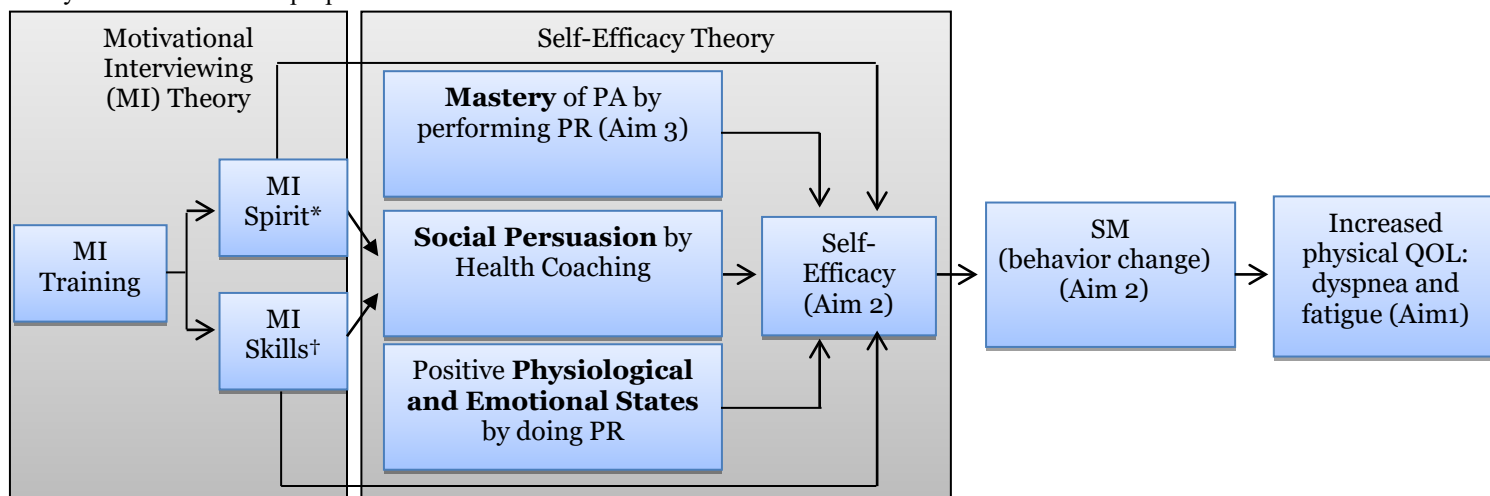 Motivational
Interviewing
(MI) Theory
Self-Efficacy Theory
Mastery of PA by
performing PR (Aim 3)
MI
Spirit*
MI
Training
Social Persuasion by
Health Coaching
Self-
Efficacy
(Aim 2)
SM
(behavior change)
(Aim 2)
Increased
physical QOL:
dyspnea and
fatigue (Aim1)
MI
Skills†
Positive Physiological
and Emotional States
by doing PR